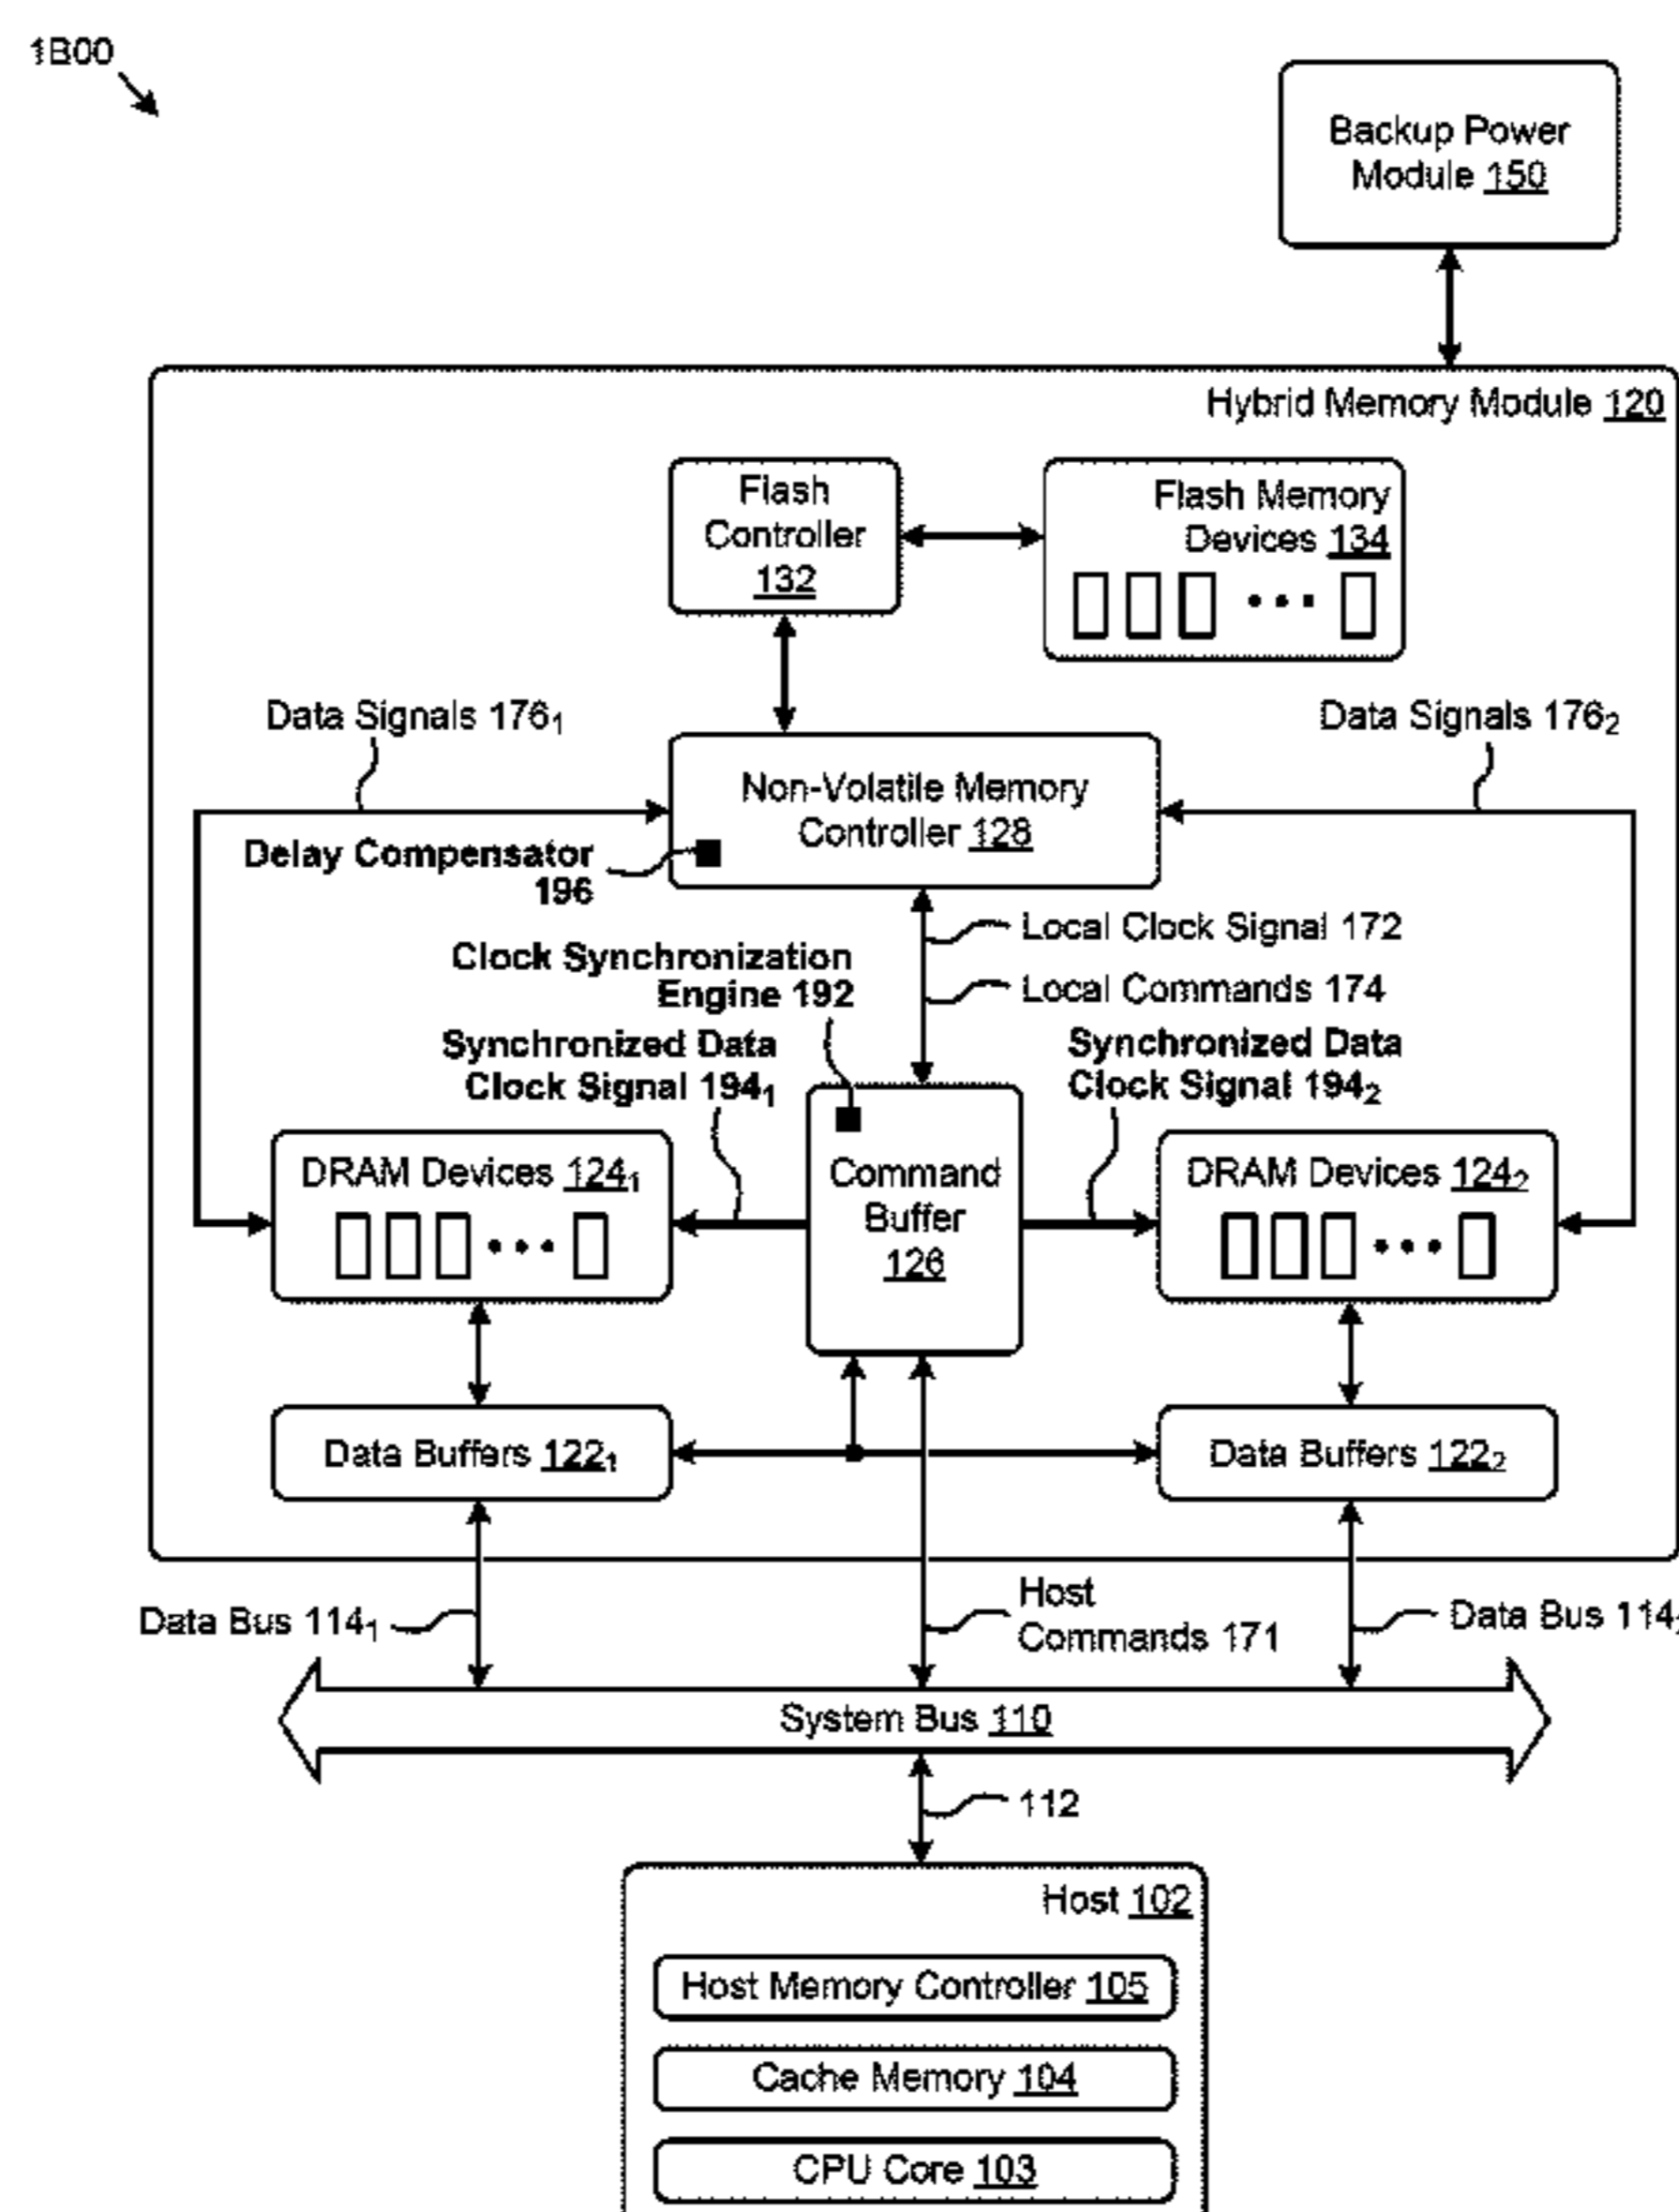 1B00
Backup Power
Module 150
Hybrid Memory Module 120
Flash
Controller
132
Flash Memory
Devices 134
Data Signals 176₁
Data Signals 176₂
Non-Volatile Memory
Controller 128
Delay Compensator
196
Local Clock Signal 172
Clock Synchronization
Engine 192
Local Commands 174
Synchronized Data
Clock Signal 194₁
Synchronized Data
Clock Signal 194₂
DRAM Devices 124₁
Command
Buffer
126
DRAM Devices 124₂
Data Buffers 122₁
Data Buffers 122₂
Data Bus 114₁
Host
Commands 171
Data Bus 114
System Bus 110
112
Host 102
Host Memory Controller 105
Cache Memory 104
CPU Core 103